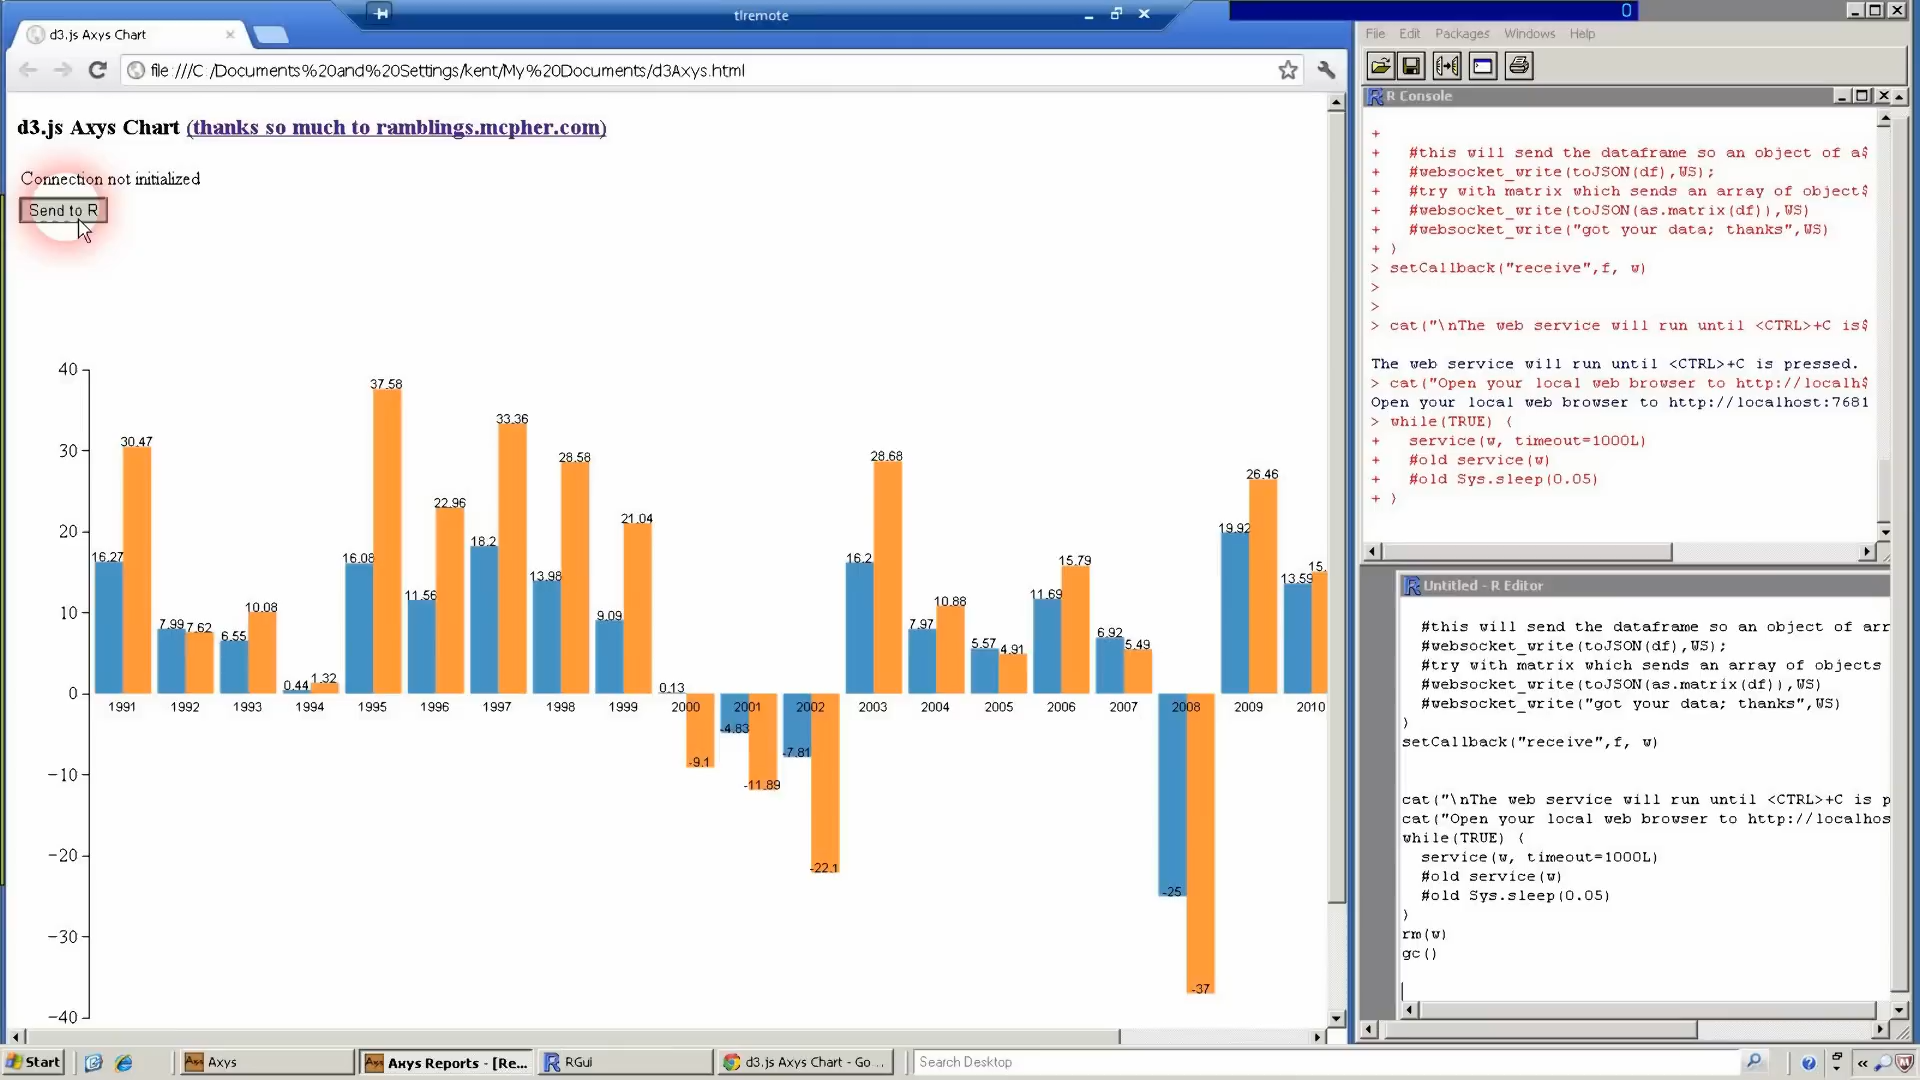 tlremote
0
d3.js Axys Chart
file:///C:/Documents%20and%20Settings/kent/My%20Documents/d3Axys.html
d3.js Axys Chart (thanks so much to ramblings.mcpher.com)
Connection not initialized
Send to R
40
30
20
10
0
−10
−20
−30
−40
16.27
30.47
7.99
7.62
6.55
10.08
0.44
1.32
16.08
37.58
11.56
22.96
18.2
33.36
13.98
28.58
9.09
21.04
0.13
-9.1
-4.83
-11.89
-7.81
-22.1
16.2
28.68
7.97
10.88
5.57
4.91
11.69
15.79
6.92
5.49
-25
-37
19.92
26.46
13.59
15.
1991
1992
1993
1994
1995
1996
1997
1998
1999
2000
2001
2002
2003
2004
2005
2006
2007
2008
2009
2010
File Edit Packages Windows Help
R Console
+
+ #this will send the dataframe so an object of a$
+ #websocket_write(toJSON(df),WS);
+ #try with matrix which sends an array of object$
+ #websocket_write(toJSON(as.matrix(df)),WS)
+ #websocket_write("got your data; thanks",WS)
+ }
> setCallback("receive",f, w)
>
>
> cat("\nThe web service will run until <CTRL>+C is$
The web service will run until <CTRL>+C is pressed.
> cat("Open your local web browser to http://localh$
Open your local web browser to http://localhost:7681
> while(TRUE) {
+ service(w, timeout=1000L)
+ #old service(w)
+ #old Sys.sleep(0.05)
+ }
Untitled - R Editor
#this will send the dataframe so an object of arr
#websocket_write(toJSON(df),WS);
#try with matrix which sends an array of objects
#websocket_write(toJSON(as.matrix(df)),WS)
#websocket_write("got your data; thanks",WS)
}
setCallback("receive",f, w)
cat("\nThe web service will run until <CTRL>+C is p
cat("Open your local web browser to http://localhos
while(TRUE) {
service(w, timeout=1000L)
#old service(w)
#old Sys.sleep(0.05)
}
rm(w)
gc()
Start
Axys
Axys Reports - [Re...
RGui
d3.js Axys Chart - Go ...
Search Desktop